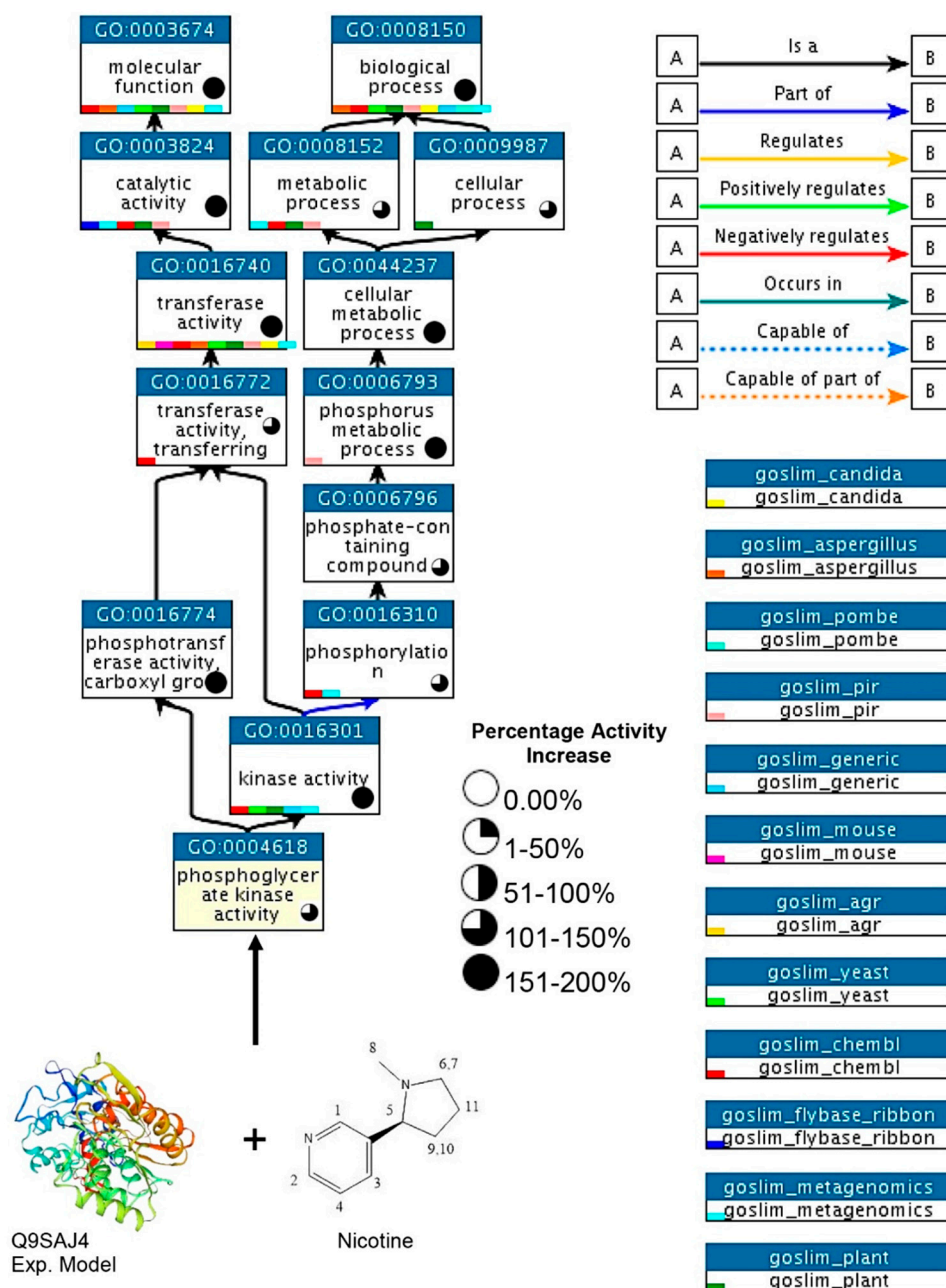 GO:0003674
molecular
function
GO:0008150
biological
process
GO:0003824
catalytic
activity
GO:0008152
metabolic
process
GO:0009987
cellular
process
GO:0016740
transferase
activity
GO:0044237
cellular
metabolic
process
GO:0016772
transferase
activity,
transferring
GO:0006793
phosphorus
metabolic
process
GO:0006796
phosphate-con
taining
compound
GO:0016774
phosphotransf
erase activity,
carboxyl gro
GO:0016310
phosphorylatio
n
GO:0016301
kinase activity
GO:0004618
phosphoglycer
ate kinase
activity
Percentage Activity
Increase
0.00%
1-50%
51-100%
101-150%
151-200%
Q9SAJ4
Exp. Model
+
8
N
6,7
1
5
11
N
9,10
2
3
4
Nicotine
A Is a B
A Part of B
A Regulates B
A Positively regulates B
A Negatively regulates B
A Occurs in B
A Capable of B
A Capable of part of B
goslim_candida
goslim_candida
goslim_aspergillus
goslim_aspergillus
goslim_pombe
goslim_pombe
goslim_pir
goslim_pir
goslim_generic
goslim_generic
goslim_mouse
goslim_mouse
goslim_agr
goslim_agr
goslim_yeast
goslim_yeast
goslim_chembl
goslim_chembl
goslim_flybase_ribbon
goslim_flybase_ribbon
goslim_metagenomics
goslim_metagenomics
goslim_plant
goslim_plant